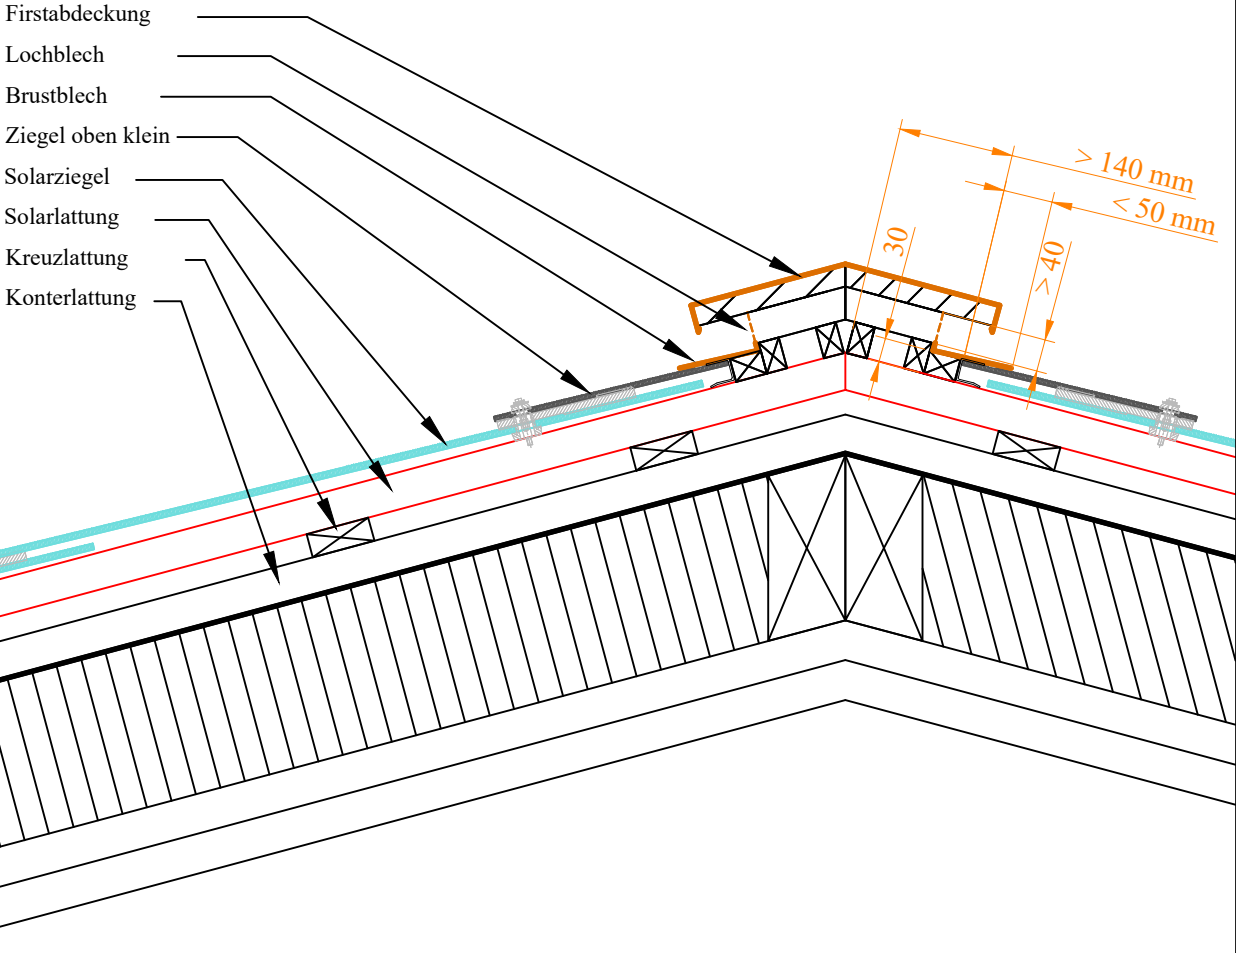 Firstabdeckung
Lochblech
Brustblech
Ziegel oben klein
Solarziegel
Solarlattung
Kreuzlattung
Konterlattung
> 140 mm
< 50 mm
30
> 40